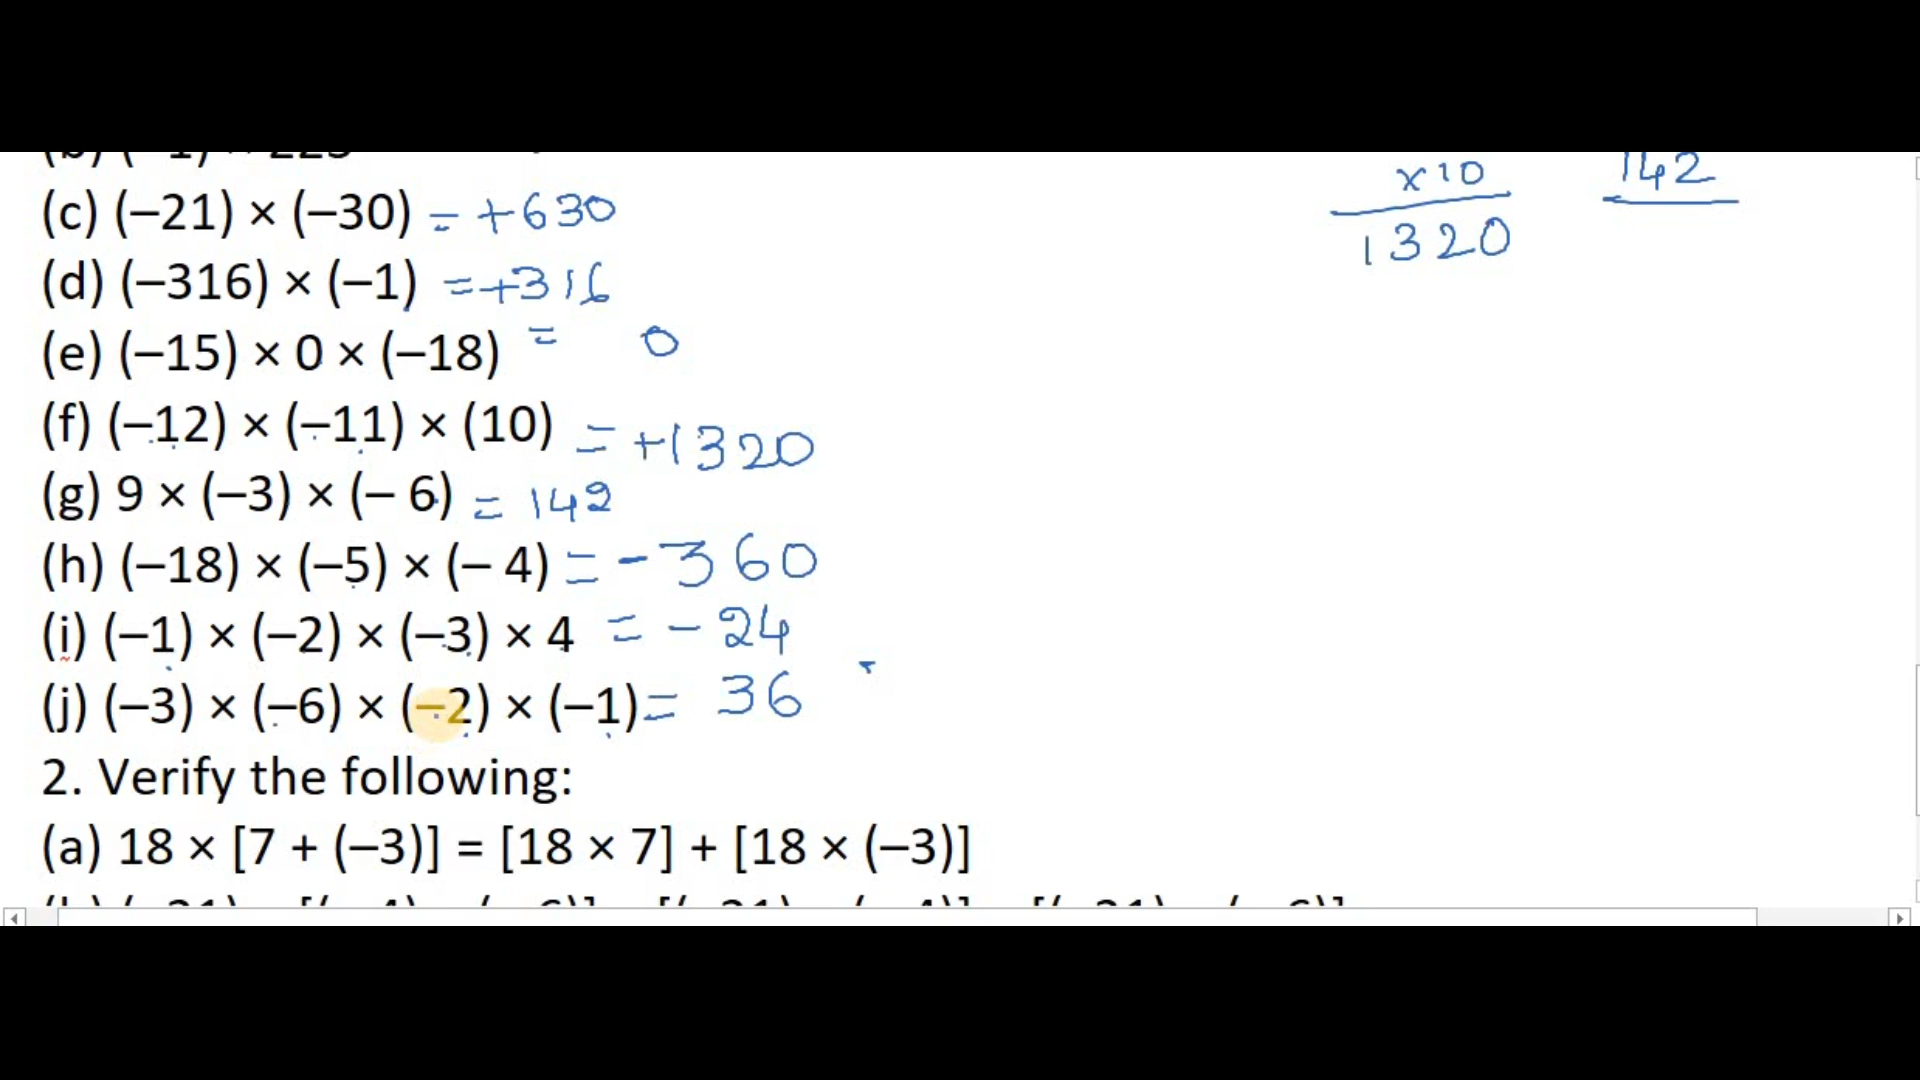 ×10 142
(c) (–21) × (–30) = +630
1320
(d) (–316) × (–1) = +316
(e) (–15) × 0 × (–18) = 0
(f) (–12) × (–11) × (10) = +1320
(g) 9 × (–3) × (– 6) = 142
(h) (–18) × (–5) × (– 4) = -360
(i) (–1) × (–2) × (–3) × 4 = - 24
(j) (–3) × (–6) × (–2) × (–1) = 36
2. Verify the following:
(a) 18 × [7 + (–3)] = [18 × 7] + [18 × (–3)]